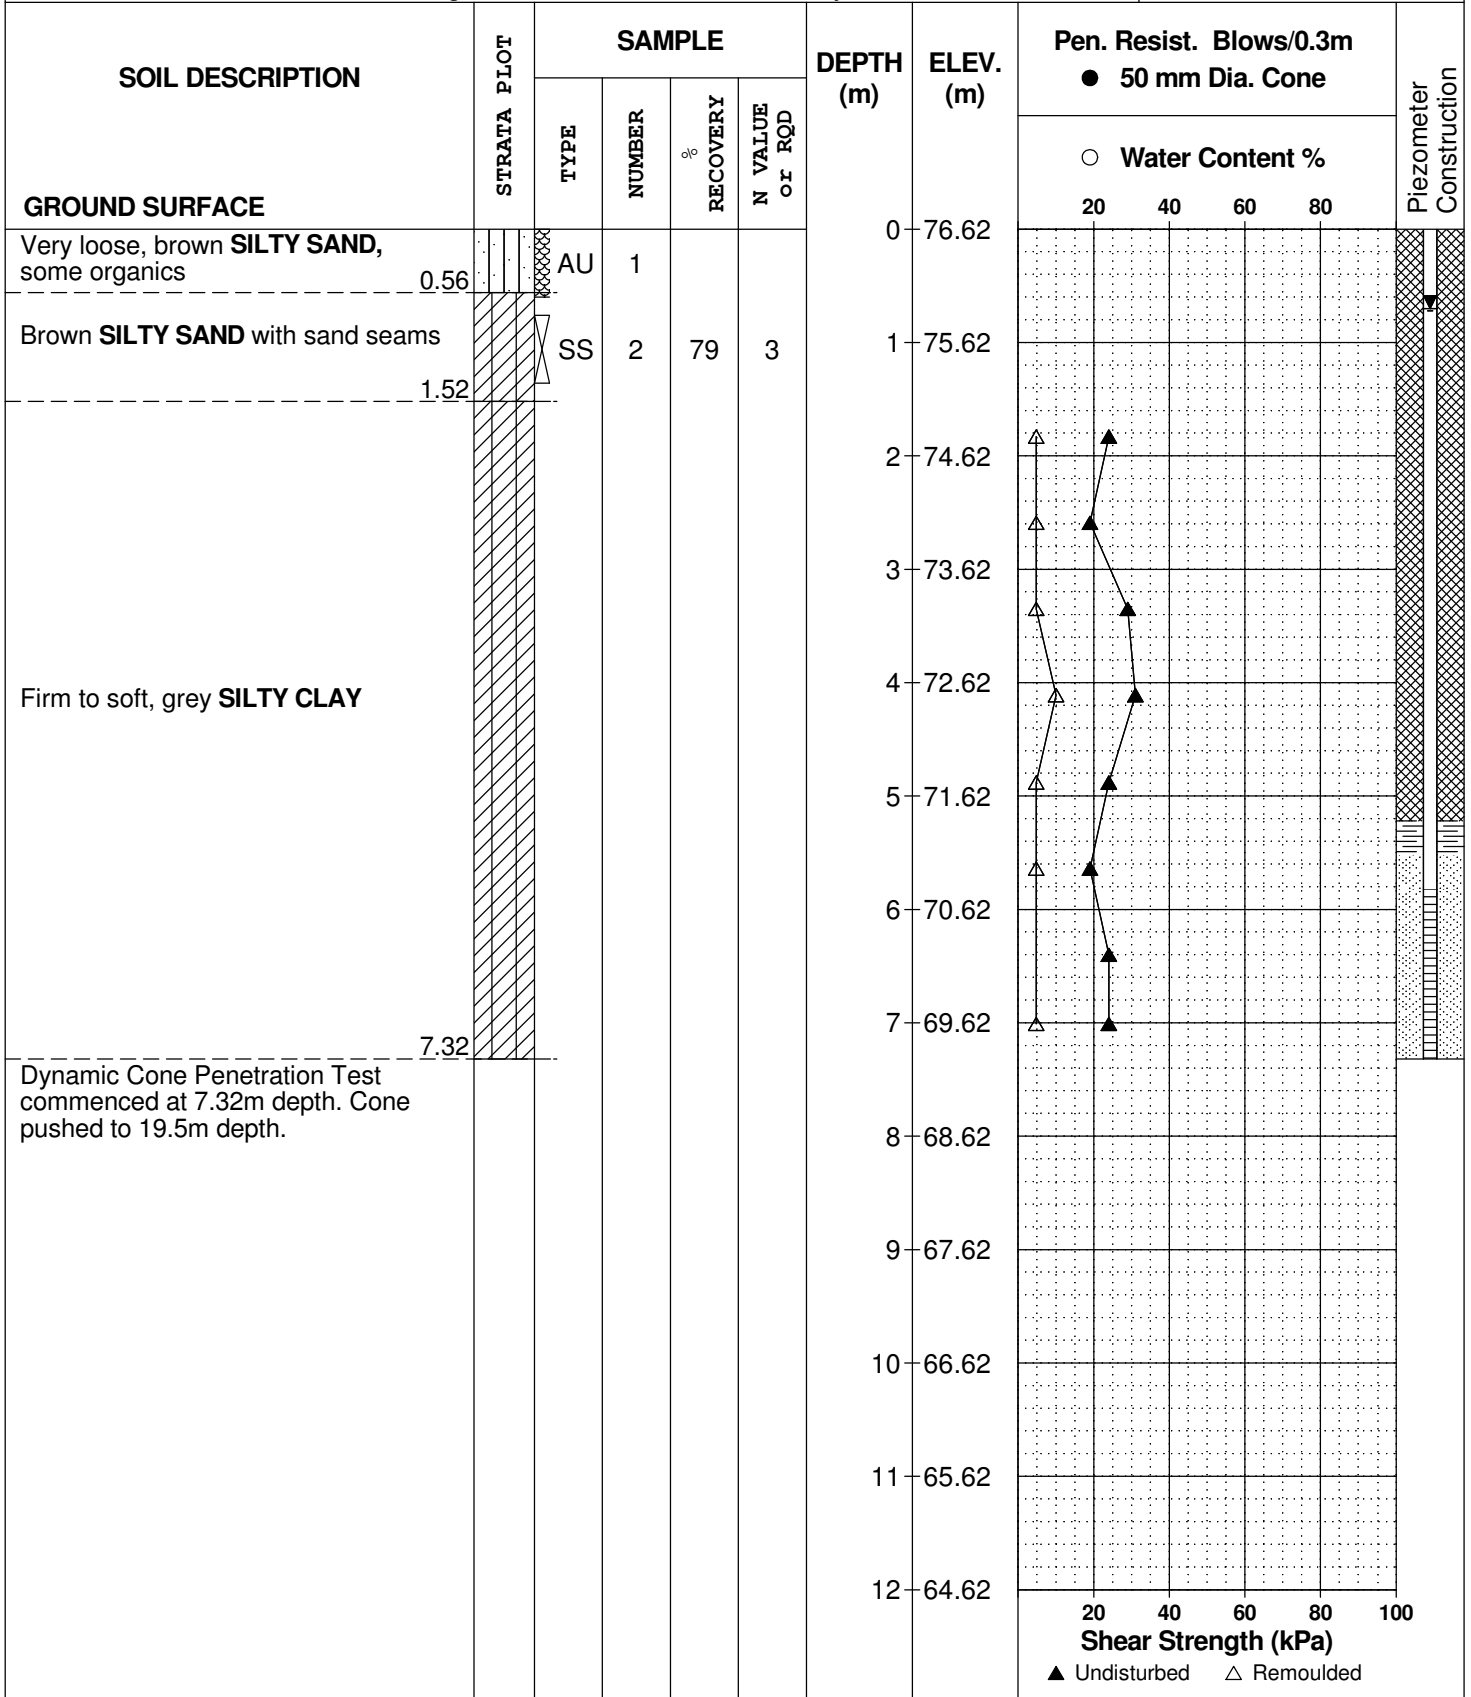 SOIL DESCRIPTION
GROUND SURFACE
STRATA PLOT
SAMPLE
TYPE
NUMBER
%
RECOVERY
N VALUE
or RQD
DEPTH
(m)
ELEV.
(m)
Pen. Resist. Blows/0.3m
● 50 mm Dia. Cone
○ Water Content %
20 40 60 80
Piezometer
Construction
Very loose, brown SILTY SAND,
some organics
0.56
AU 1
0 76.62
Brown SILTY SAND with sand seams
1.52
SS 2 79 3
1 75.62
2 74.62
3 73.62
Firm to soft, grey SILTY CLAY
4 72.62
5 71.62
6 70.62
7 69.62
7.32
Dynamic Cone Penetration Test
commenced at 7.32m depth. Cone
pushed to 19.5m depth.
8 68.62
9 67.62
10 66.62
11 65.62
12 64.62
20 40 60 80 100
Shear Strength (kPa)
▲ Undisturbed △ Remoulded